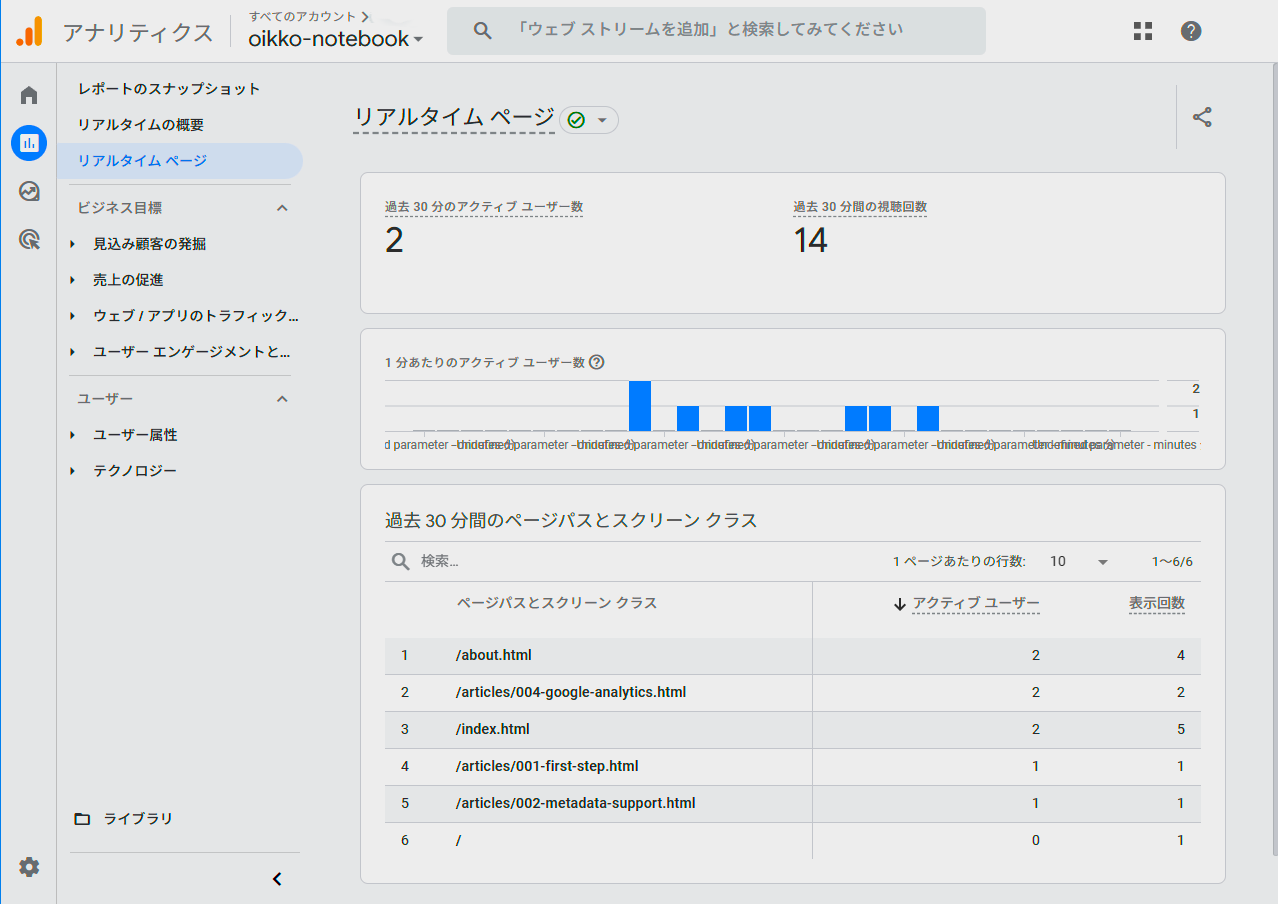 アナリティクス
すべてのアカウント
oikko-notebook
「ウェブ ストリームを追加」と検索してみてください
レポートのスナップショット
リアルタイムの概要
リアルタイム ページ
ビジネス目標
見込み顧客の発掘
売上の促進
ウェブ / アプリのトラフィック...
ユーザー エンゲージメントと...
ユーザー
ユーザー属性
テクノロジー
ライブラリ
リアルタイム ページ
過去 30 分のアクティブ ユーザー数
2
過去 30 分間の視聴回数
14
1 分あたりのアクティブ ユーザー数
2
1
過去 30 分間のページパスとスクリーン クラス
検索... 1 ページあたりの行数: 10 1～6/6
ページパスとスクリーン クラス アクティブ ユーザー 表示回数
1 /about.html 2 4
2 /articles/004-google-analytics.html 2 2
3 /index.html 2 5
4 /articles/001-first-step.html 1 1
5 /articles/002-metadata-support.html 1 1
6 / 0 1